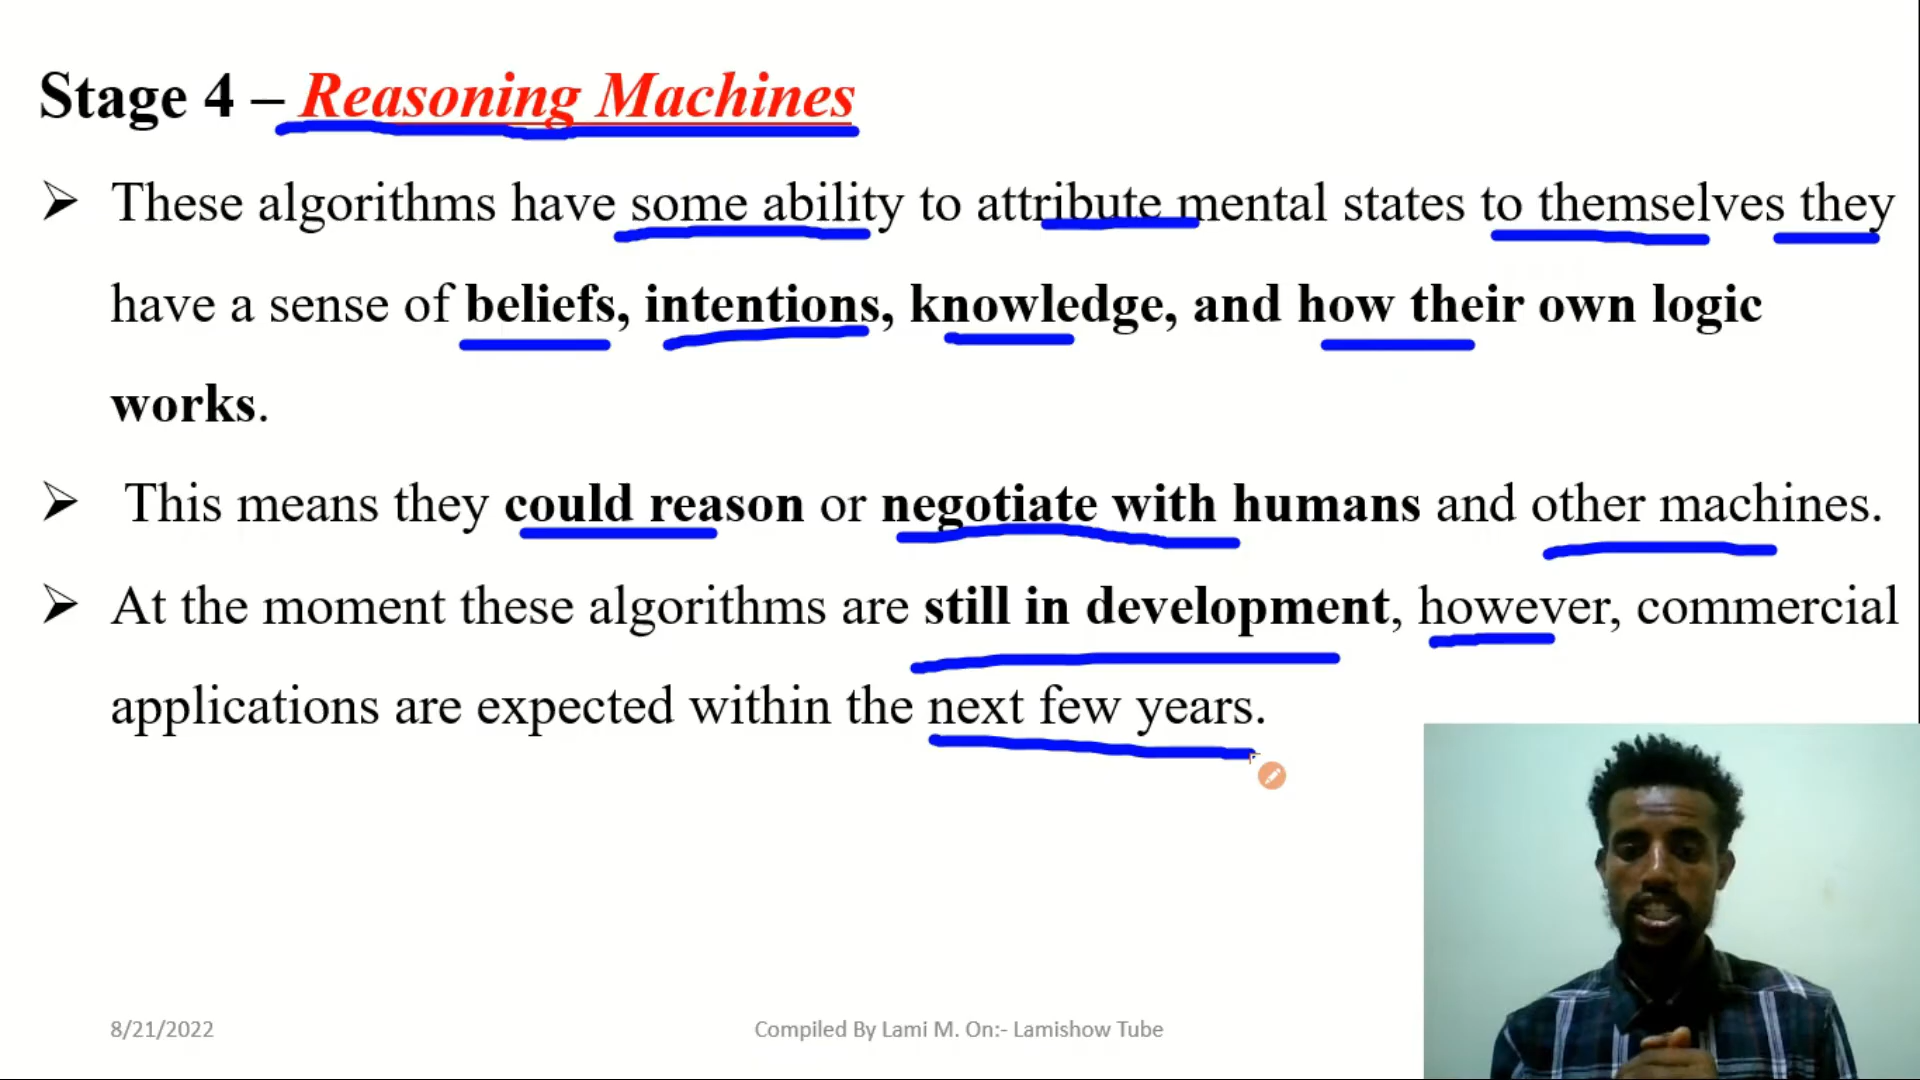 Stage 4 – Reasoning Machines
➢ These algorithms have some ability to attribute mental states to themselves they
have a sense of beliefs, intentions, knowledge, and how their own logic
works.
➢ This means they could reason or negotiate with humans and other machines.
➢ At the moment these algorithms are still in development, however, commercial
applications are expected within the next few years.
8/21/2022
Compiled By Lami M. On:- Lamishow Tube